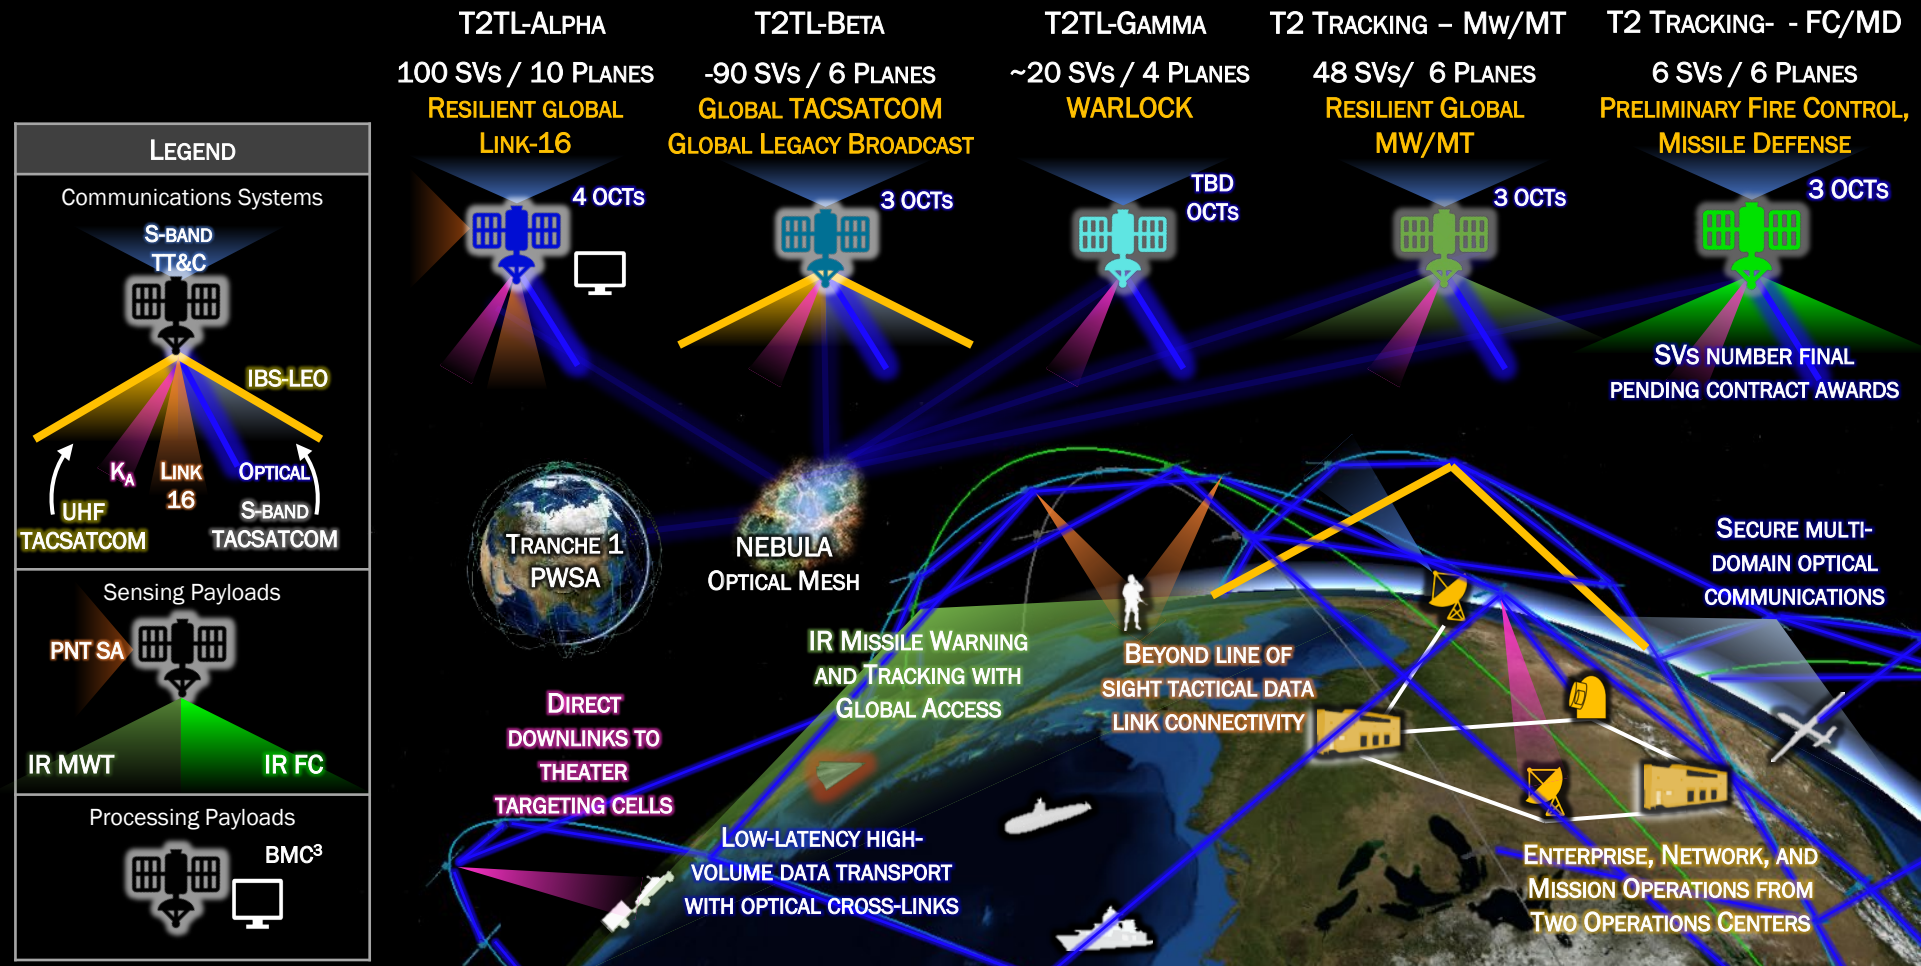 T2TL-Alpha
100 SVs / 10 Planes
Resilient global
Link-16
4 OCTs
T2TL-Beta
-90 SVs / 6 Planes
Global TACSATCOM
Global Legacy Broadcast
3 OCTs
T2TL-Gamma
~20 SVs / 4 Planes
WARLOCK
TBD
OCTs
T2 Tracking – Mw/MT
48 SVs/ 6 Planes
Resilient Global
MW/MT
3 OCTs
T2 Tracking- - FC/MD
6 SVs / 6 Planes
Preliminary Fire Control,
Missile Defense
3 OCTs
SVs number final
pending contract awards
Legend
Communications Systems
S-band
TT&C
IBS-LEO
Ka
Link
16
Optical
UHF
TACSATCOM
S-band
TACSATCOM
Sensing Payloads
PNT SA
IR MWT
IR FC
Processing Payloads
BMC³
Tranche 1
PWSA
NEBULA
Optical Mesh
Secure multi-
domain optical
communications
IR Missile Warning
and Tracking with
Global Access
Beyond line of
sight tactical data
link connectivity
Direct
downlinks to
theater
targeting cells
Low-latency high-
volume data transport
with optical cross-links
Enterprise, Network, and
Mission Operations from
Two Operations Centers